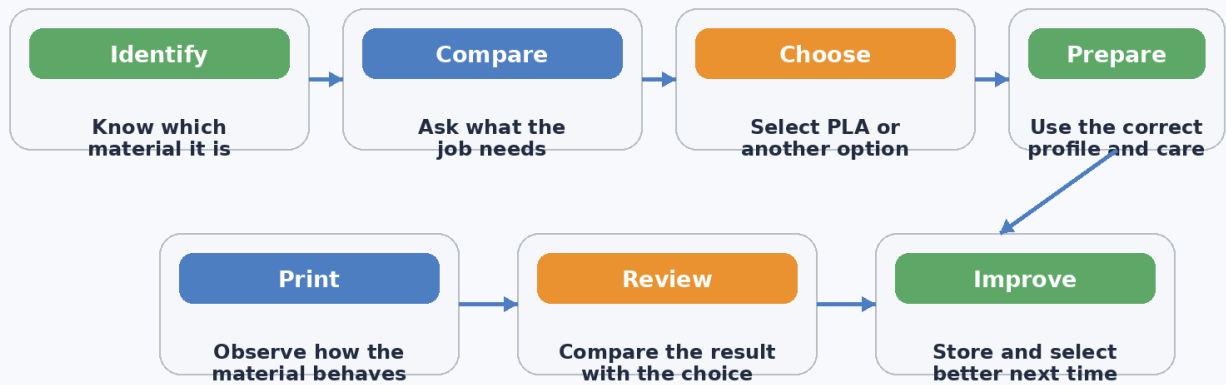 Identify
Know which
material it is
Compare
Ask what the
job needs
Choose
Select PLA or
another option
Prepare
Use the correct
profile and care
Print
Observe how the
material behaves
Review
Compare the result
with the choice
Improve
Store and select
better next time